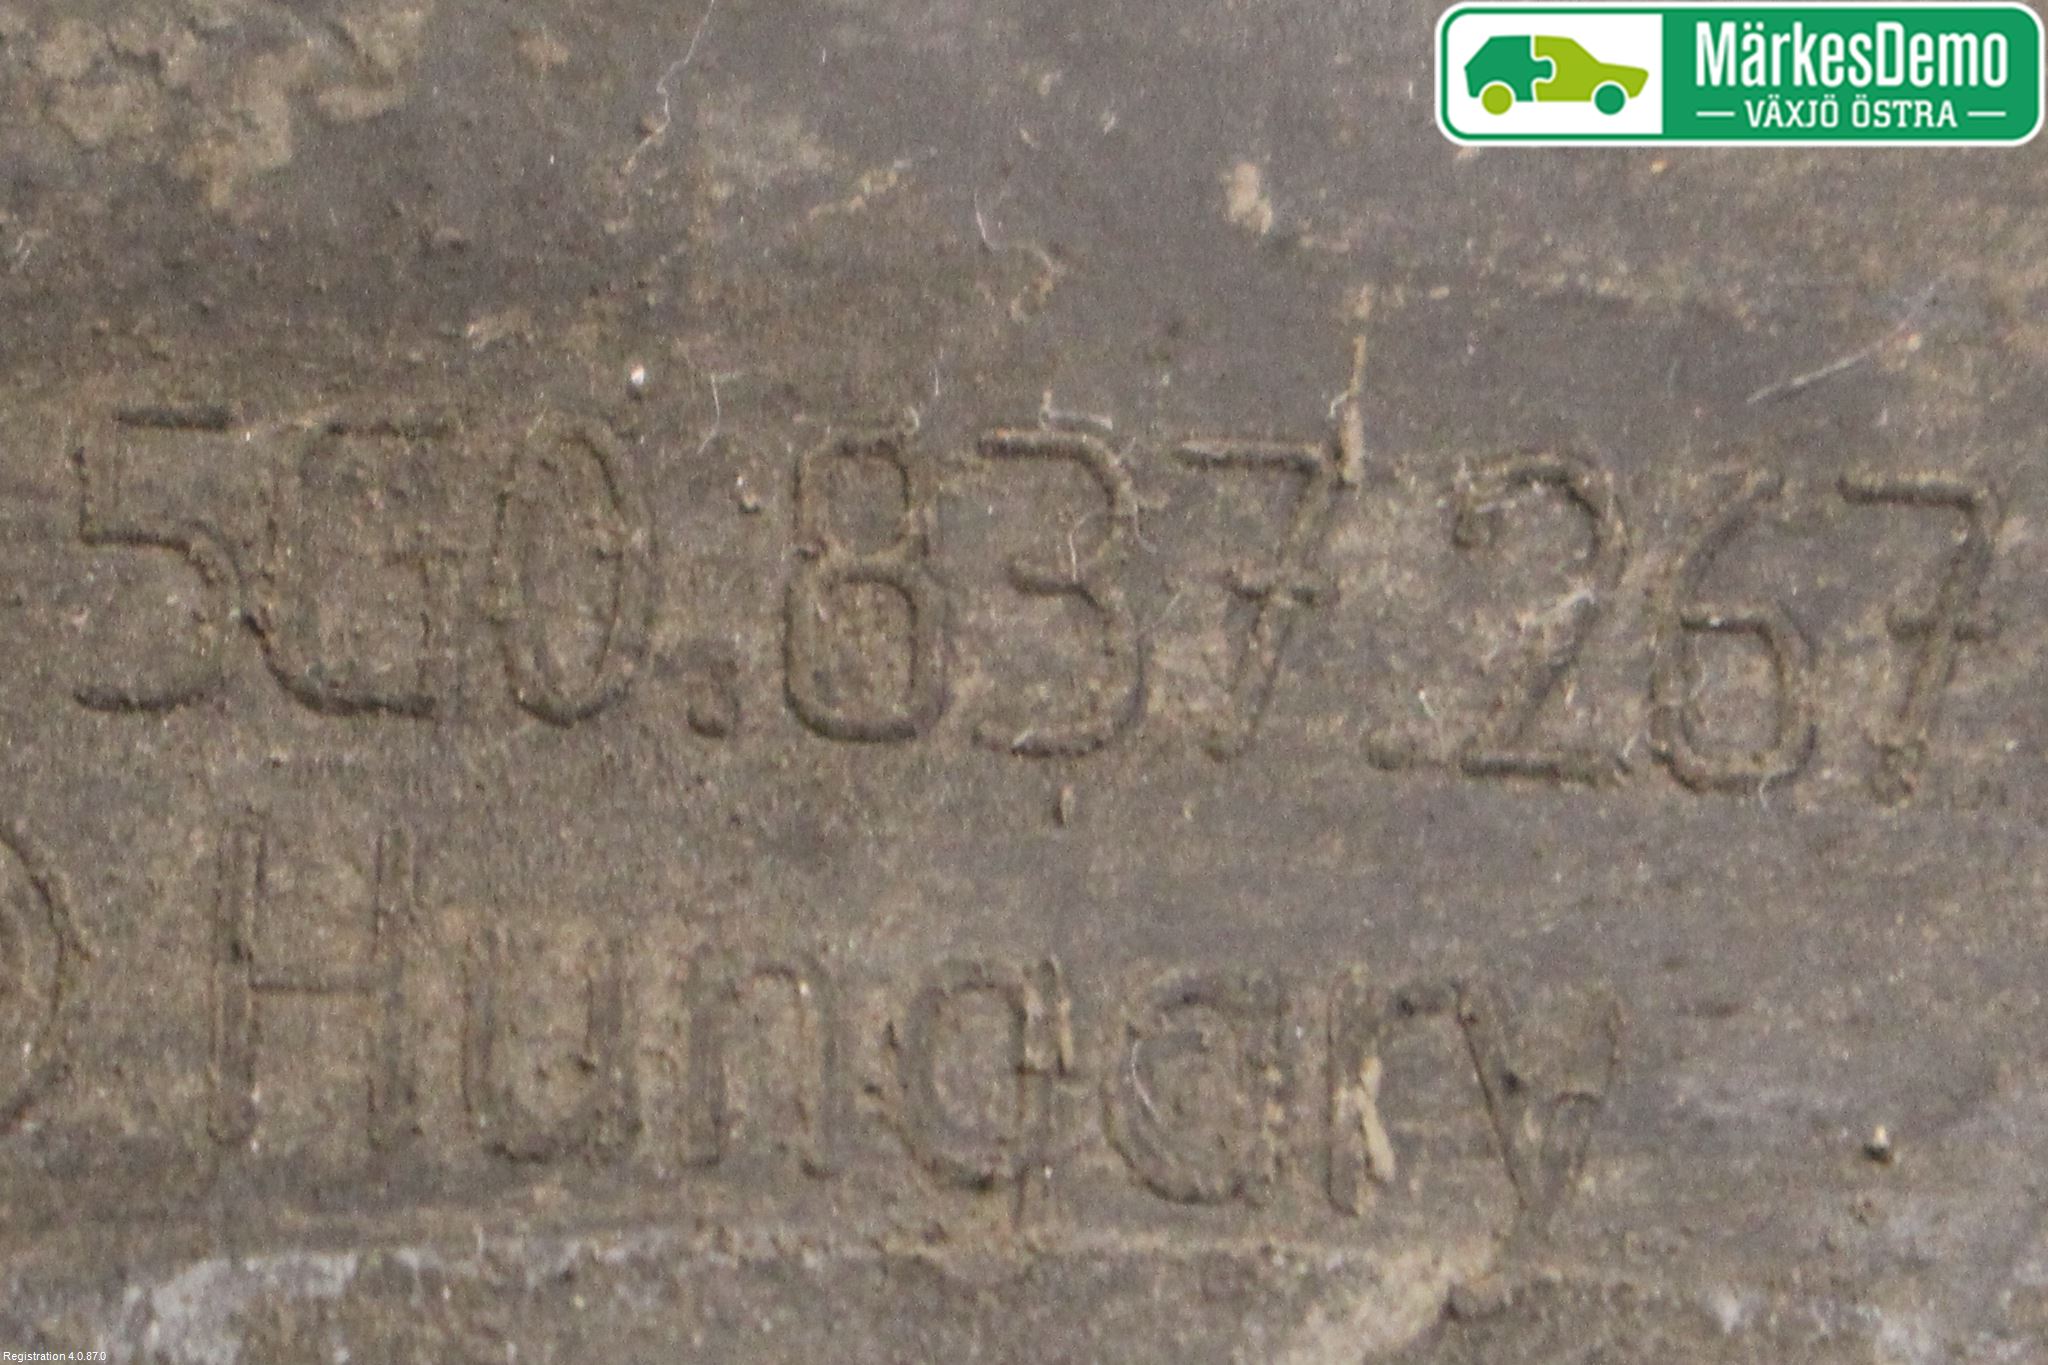 MärkesDemo
VÄXJÖ ÖSTRA
5G0.837.267
Hungary
Registration 4.0.87.0